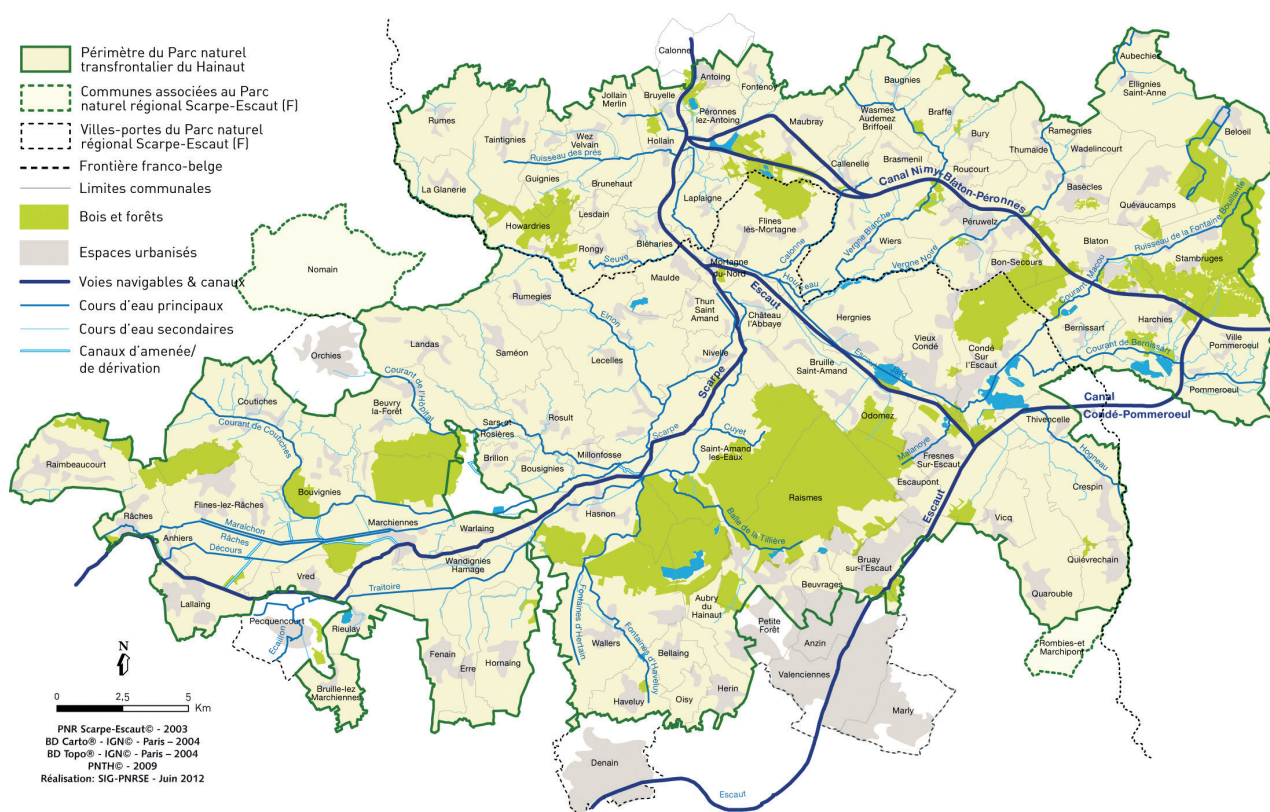 Périmètre du Parc naturel
transfrontalier du Hainaut
Communes associées au Parc
naturel régional Scarpe-Escaut (F)
Villes-portes du Parc naturel
régional Scarpe-Escaut (F)
Frontière franco-belge
Limites communales
Bois et forêts
Espaces urbanisés
Voies navigables & canaux
Cours d'eau principaux
Cours d'eau secondaires
Canaux d'amenée/
de dérivation
Calonne
Antoing
Fontenoy
Jollain
Merlin
Bruyelle
Péronnes
lez-Antoing
Maubray
Rumes
Taintignies
Wez
Velvain
Hollain
Ruisseau des prés
Guignies
Brunehaut
La Glanerie
Lesdain
Howardries
Rongy
Bléharies
Laplaigne
Flines
lès-Mortagne
Baugnies
Wasmes
Audemez
Briffoeil
Braffe
Bury
Ramegnies
Thumaide
Wadelincourt
Aubechies
Ellignies
Saint-Anne
Beloeil
Callenelle
Brasmenil
Roucourt
Canal Nimy-Blaton-Péronnes
Basècles
Quévaucamps
Péruwelz
Vergne Blanche
Vergne Noire
Wiers
Calonne
Bon-Secours
Blaton
Stambruges
Ruisseau de la Fontaine Bouillante
Courant Macou
Bernissart
Harchies
Courant de Bernissart
Ville
Pommeroeul
Pommeroeul
Canal
Condé-Pommeroeul
Nomain
Seuve
Maulde
Mortagne
du-Nord
Escaut
Hogneau
Rumegies
Elnon
Thun
Saint
Amand
Château
l'Abbaye
Hergnies
Vieux
Condé
Condé
Sur
l'Escaut
Orchies
Landas
Saméon
Lecelles
Nivelle
Bruille
Saint-Amand
Jard
Scarpe
Courant de l'Hôpital
Beuvry
la-Forêt
Coutiches
Courant de Coutiches
Rosult
Sars et
Rosières
Brillon
Bousignies
Millonfosse
Scarpe
Saint-Amand
les-Eaux
Cuyet
Odomez
Malanoye
Fresnes
Sur-Escaut
Escaupont
Thivencelle
Hogneau
Crespin
Raimbeaucourt
Râches
Flines-lez-Râches
Bouvignies
Marchiennes
Warlaing
Hasnon
Raismes
Balle de la Tillière
Escaut
Vicq
Quiévrechain
Quarouble
Anhiers
Maraîchon
Râches
Décours
Vred
Wandignies
Hamage
Traitoire
Lallaing
Pecquencourt
Ecaillon
Rieulay
Bruille-lez
Marchiennes
Fenain
Erre
Hornaing
Fontaines d'Hertain
Wallers
Fontaines d'Haveluy
Bellaing
Aubry
du
Hainaut
Haveluy
Oisy
Herin
Petite
Forêt
Beuvrages
Bruay
sur-l'Escaut
Anzin
Valenciennes
Marly
Rombies-et
Marchipont
Denain
Escaut
N
0 2,5 5
Km
PNR Scarpe-Escaut© - 2003
BD Carto® - IGN© - Paris – 2004
BD Topo® - IGN© - Paris – 2004
PNTH© - 2009
Réalisation: SIG-PNRSE - Juin 2012